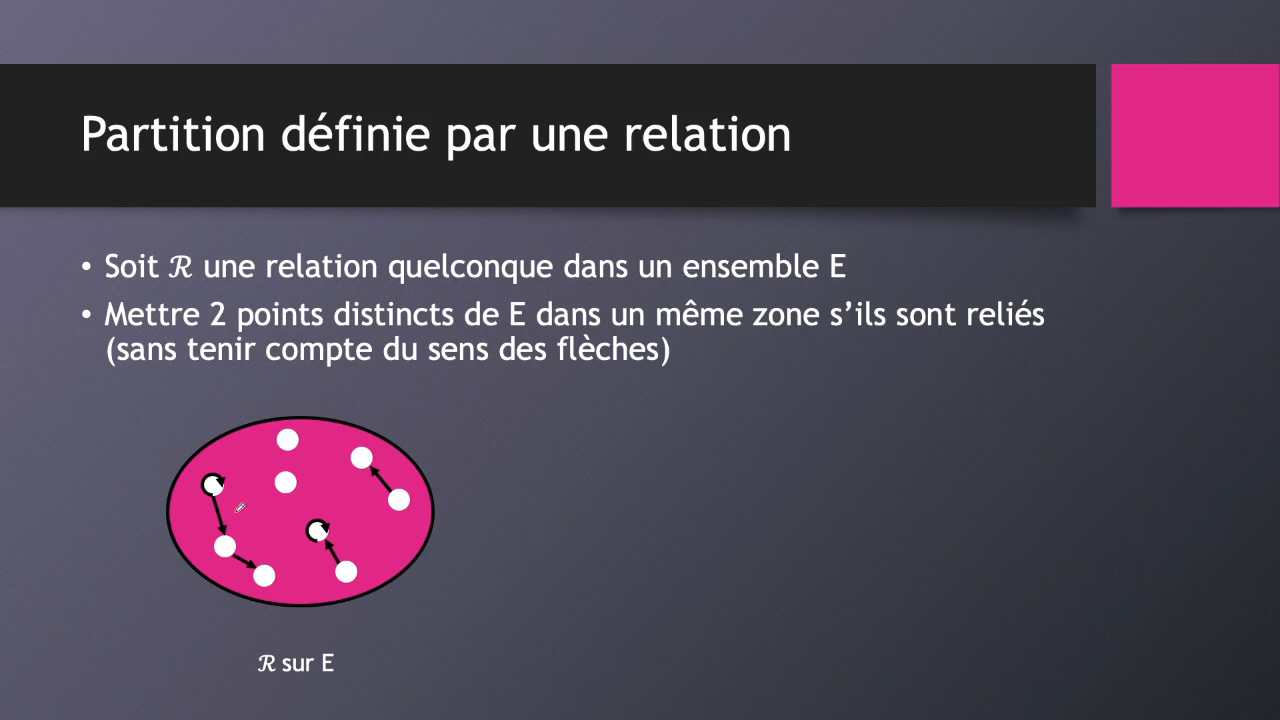 Partition définie par une relation
• Soit ℛ une relation quelconque dans un ensemble E
• Mettre 2 points distincts de E dans un même zone s’ils sont reliés
(sans tenir compte du sens des flèches)
ℛ sur E